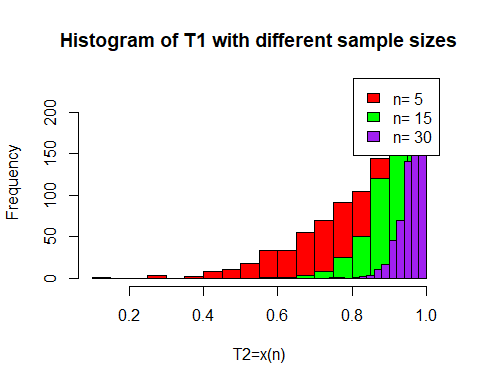 Histogram of T1 with different sample sizes
n= 5
n= 15
n= 30
Frequency
200
150
100
50
0
0.2 0.4 0.6 0.8 1.0
T2=x(n)